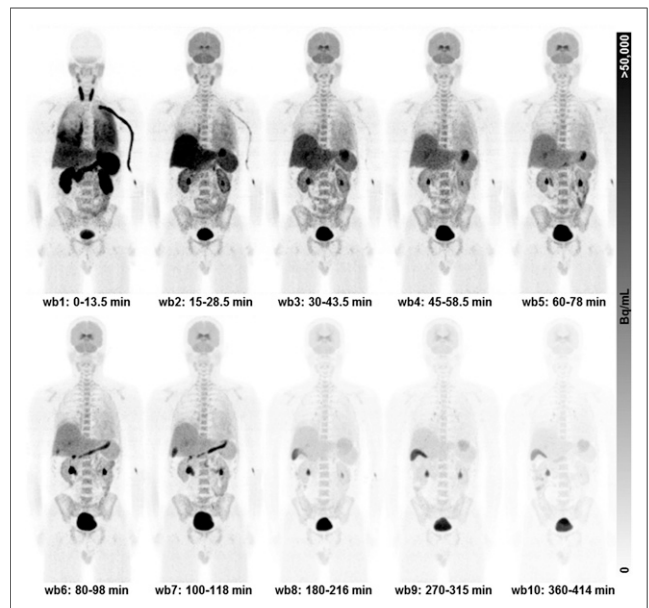 >50,000
Bq/mL
0
wb1: 0-13.5 min
wb2: 15-28.5 min
wb3: 30-43.5 min
wb4: 45-58.5 min
wb5: 60-78 min
wb6: 80-98 min
wb7: 100-118 min
wb8: 180-216 min
wb9: 270-315 min
wb10: 360-414 min